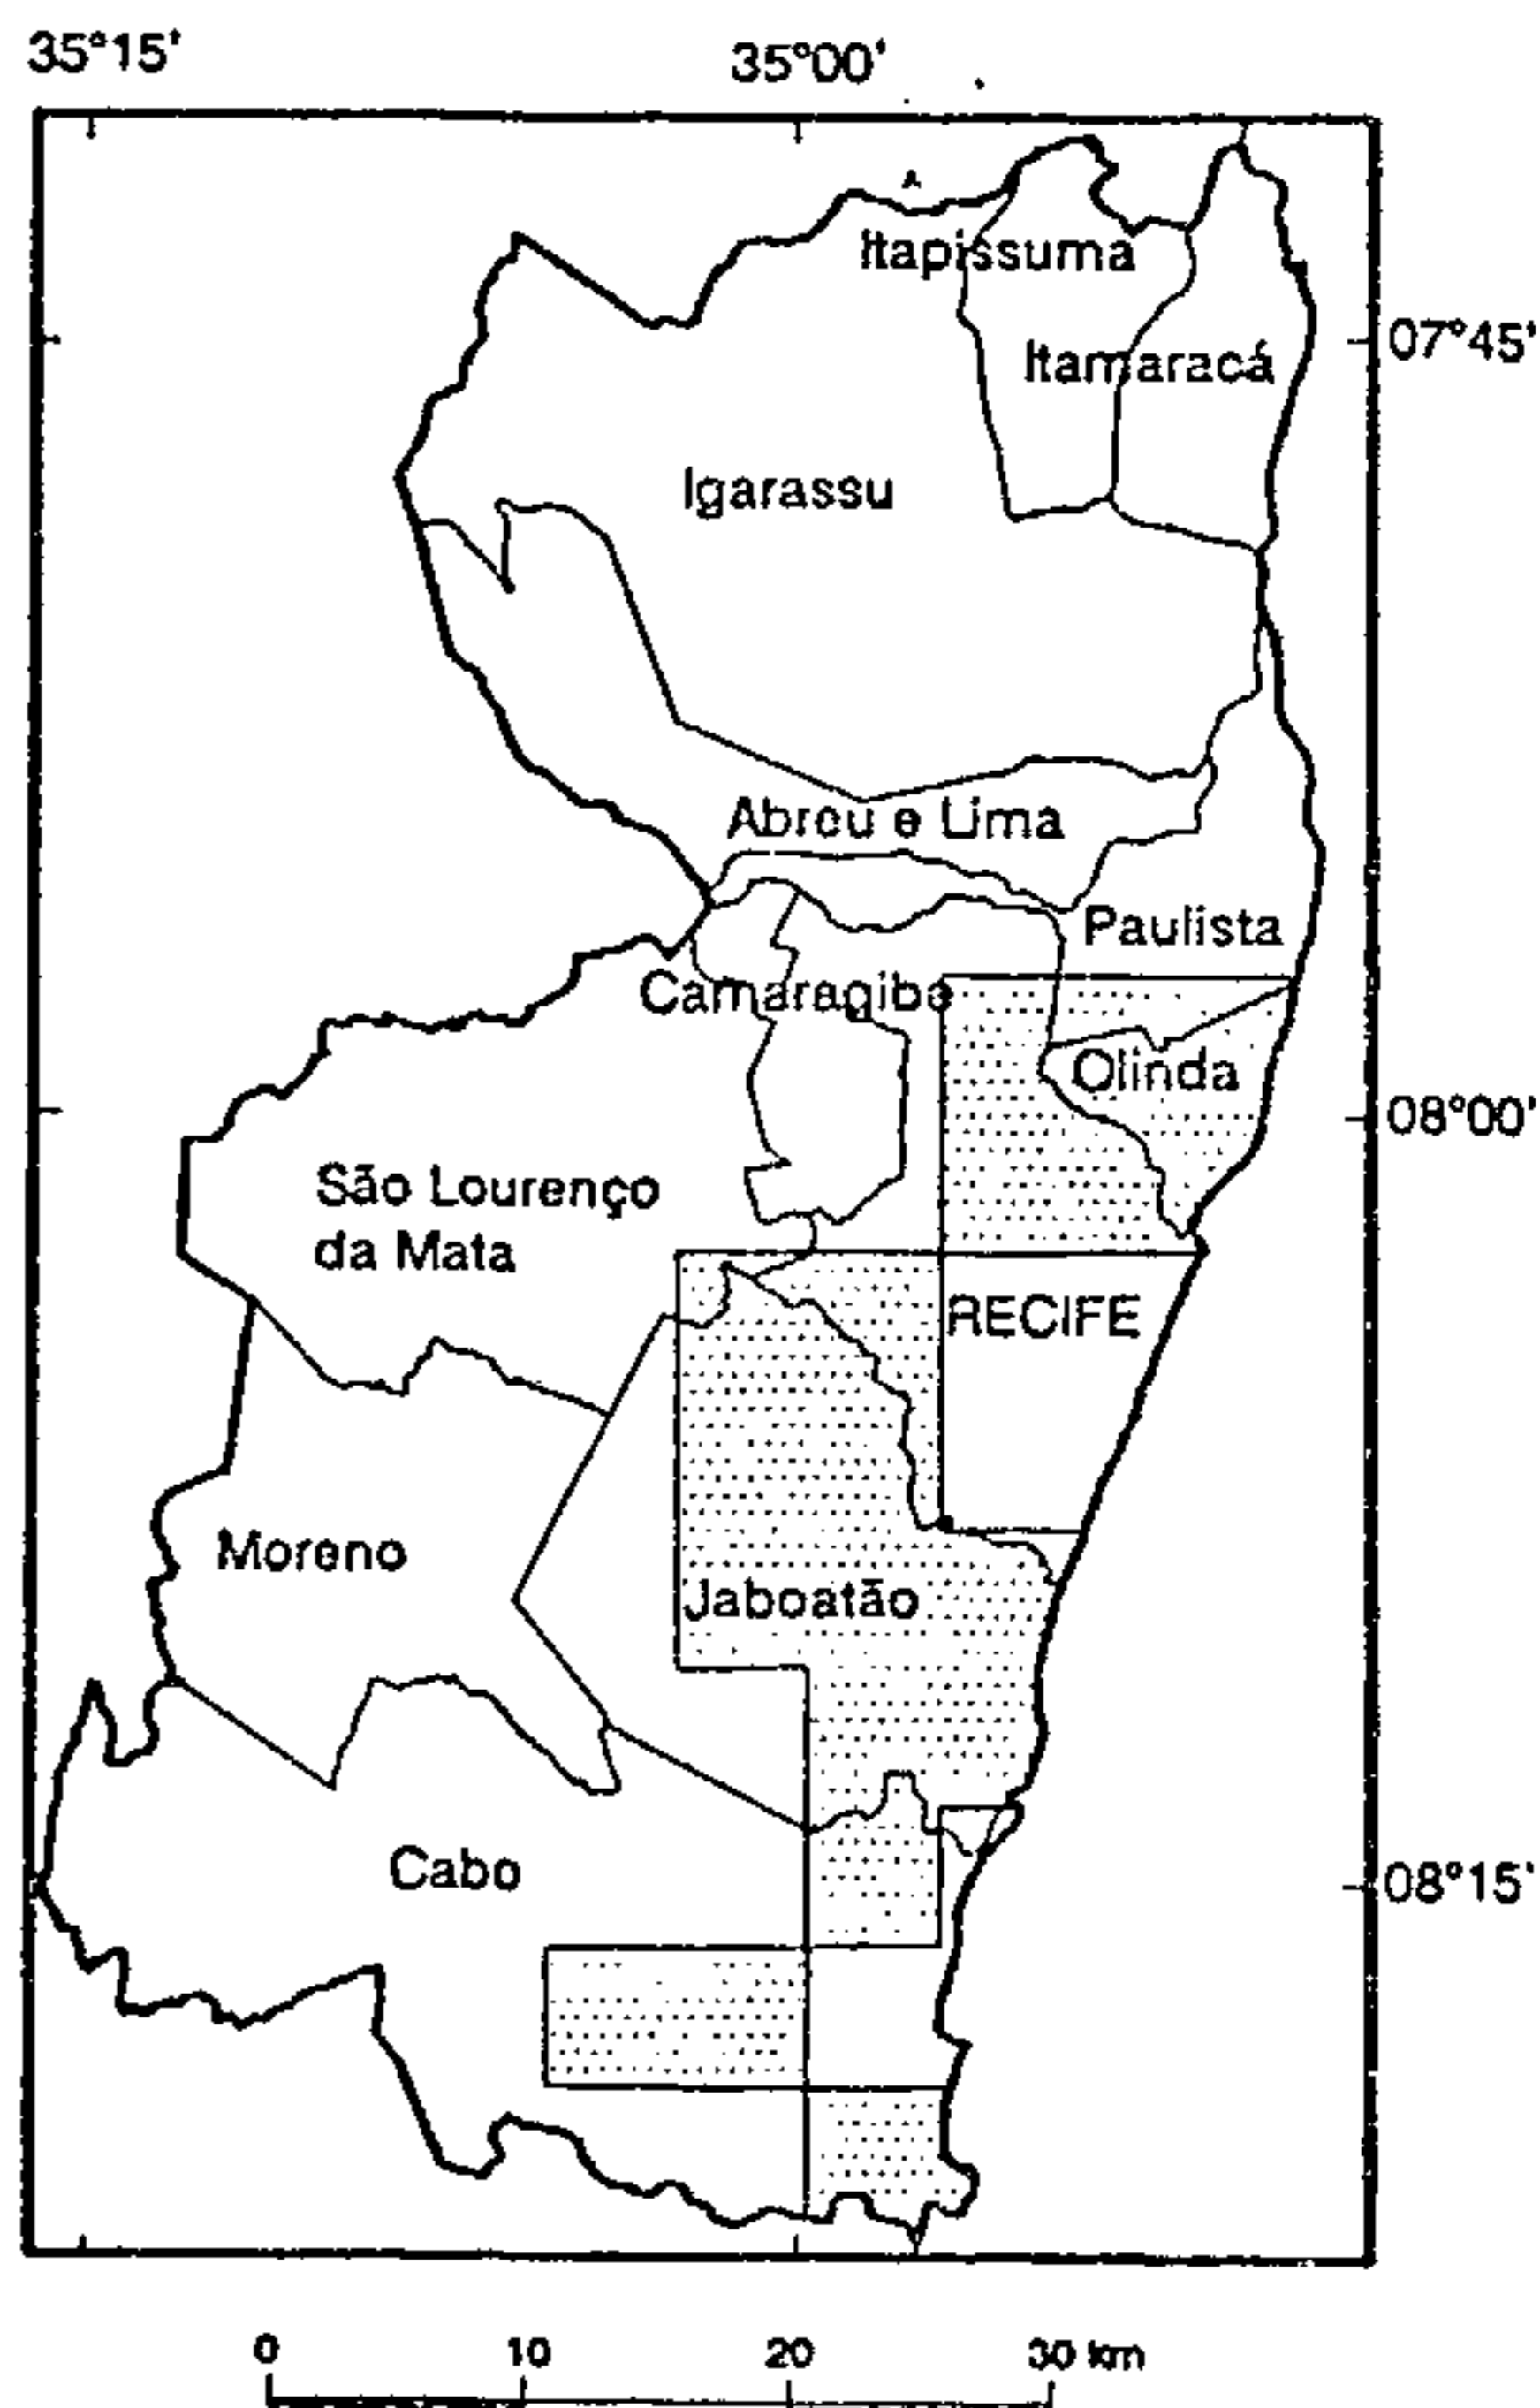 35°15'
35°00'
Itapissuma
07°45'
Itamaracá
Igarassu
Abreu e Lima
Paulista
Camaragibe
Olinda
08°00'
São Lourenço
da Mata
RECIFE
Moreno
Jaboatão
Cabo
08°15'
0 10 20 30 km